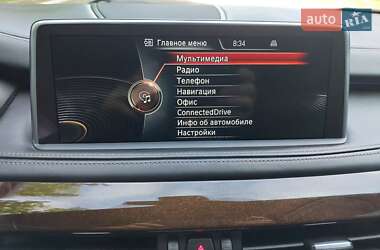 auto RIA
Главное меню 8:34
Мультимедиа
Радио
Телефон
Навигация
Офис
ConnectedDrive
Инфо об автомобиле
Настройки